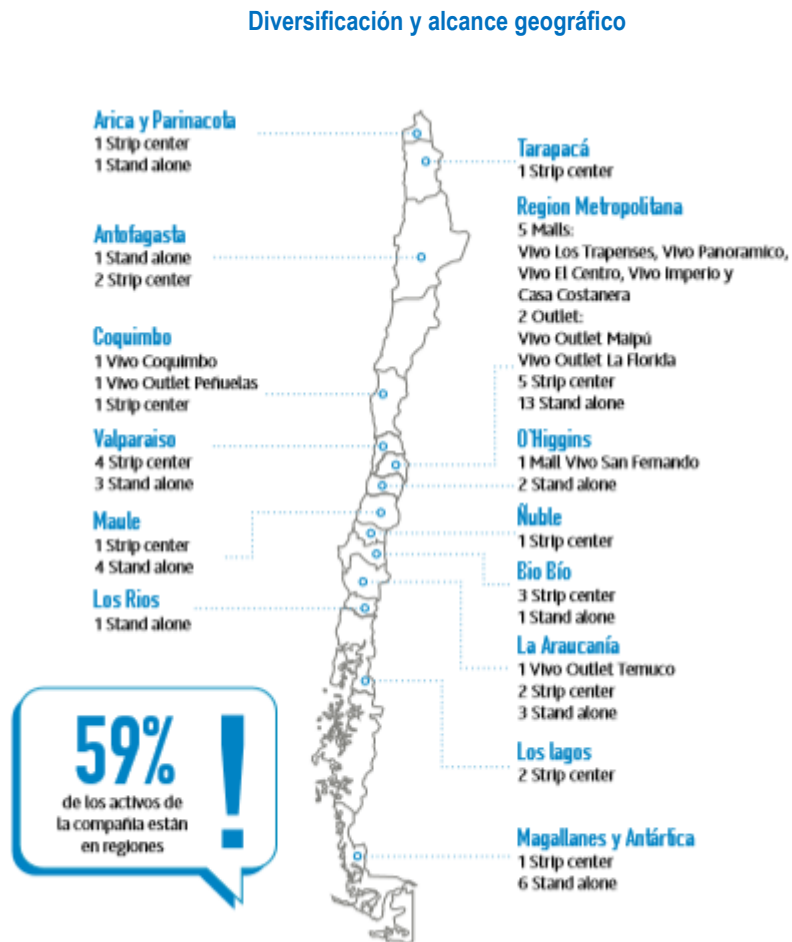 Diversificación y alcance geográfico
Arica y Parinacota
1 Strip center
1 Stand alone
Antofagasta
1 Stand alone
2 Strip center
Coquimbo
1 Vivo Coquimbo
1 Vivo Outlet Peñuelas
1 Strip center
Valparaiso
4 Strip center
3 Stand alone
Maule
1 Strip center
4 Stand alone
Los Rios
1 Stand alone
59%
de los activos de
la compañia están
en regiones
!
Tarapacá
1 Strip center
Region Metropolitana
5 Malls:
Vivo Los Trapenses, Vivo Panoramico,
Vivo El Centro, Vivo Imperio y
Casa Costanera
2 Outlet:
Vivo Outlet Maipú
Vivo Outlet La Florida
5 Strip center
13 Stand alone
O'Higgins
1 Mall Vivo San Fernando
2 Stand alone
Ñuble
1 Strip center
Bio Bío
3 Strip center
1 Stand alone
La Araucanía
1 Vivo Outlet Temuco
2 Strip center
3 Stand alone
Los lagos
2 Strip center
Magallanes y Antártica
1 Strip center
6 Stand alone